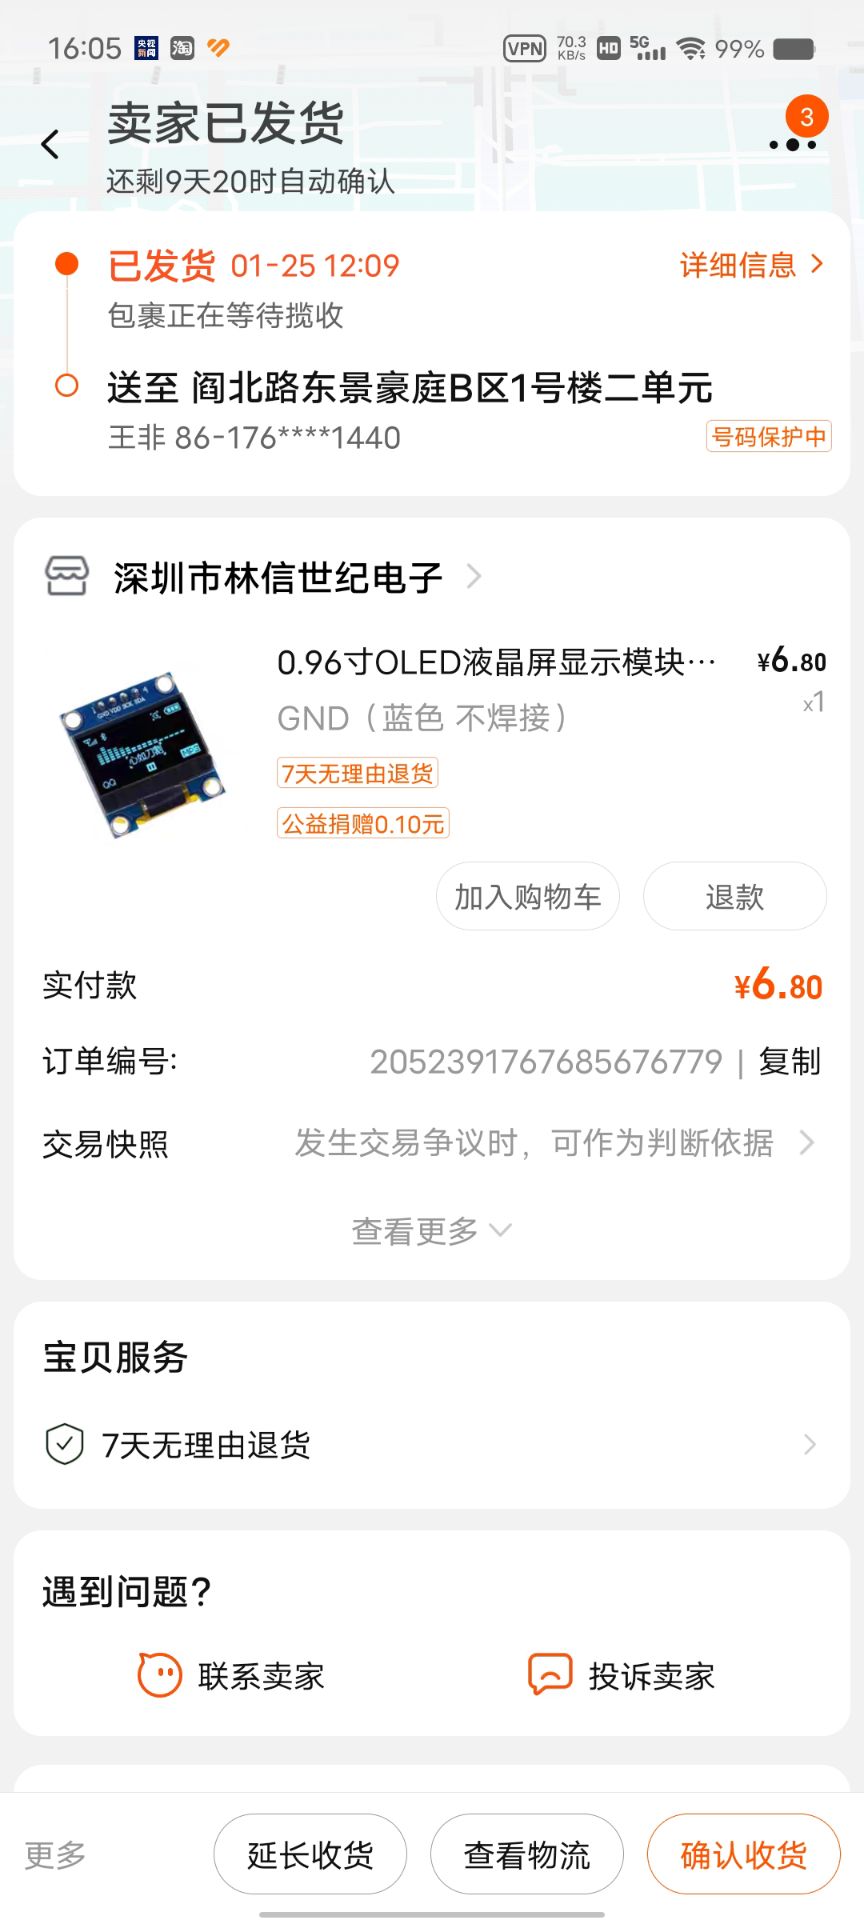 16:05 央视新闻 淘 VPN 70.3 KB/s HD 5G 99%
卖家已发货
3
还剩9天20时自动确认
已发货 01-25 12:09 详细信息
包裹正在等待揽收
送至 阎北路东景豪庭B区1号楼二单元
王非 86-176****1440 号码保护中
深圳市林信世纪电子
0.96寸OLED液晶屏显示模块··· ¥6.80
GND（蓝色 不焊接） x1
7天无理由退货
公益捐赠0.10元
加入购物车 退款
实付款 ¥6.80
订单编号: 2052391767685676779 | 复制
交易快照 发生交易争议时，可作为判断依据
查看更多
宝贝服务
7天无理由退货
遇到问题?
联系卖家 投诉卖家
更多 延长收货 查看物流 确认收货